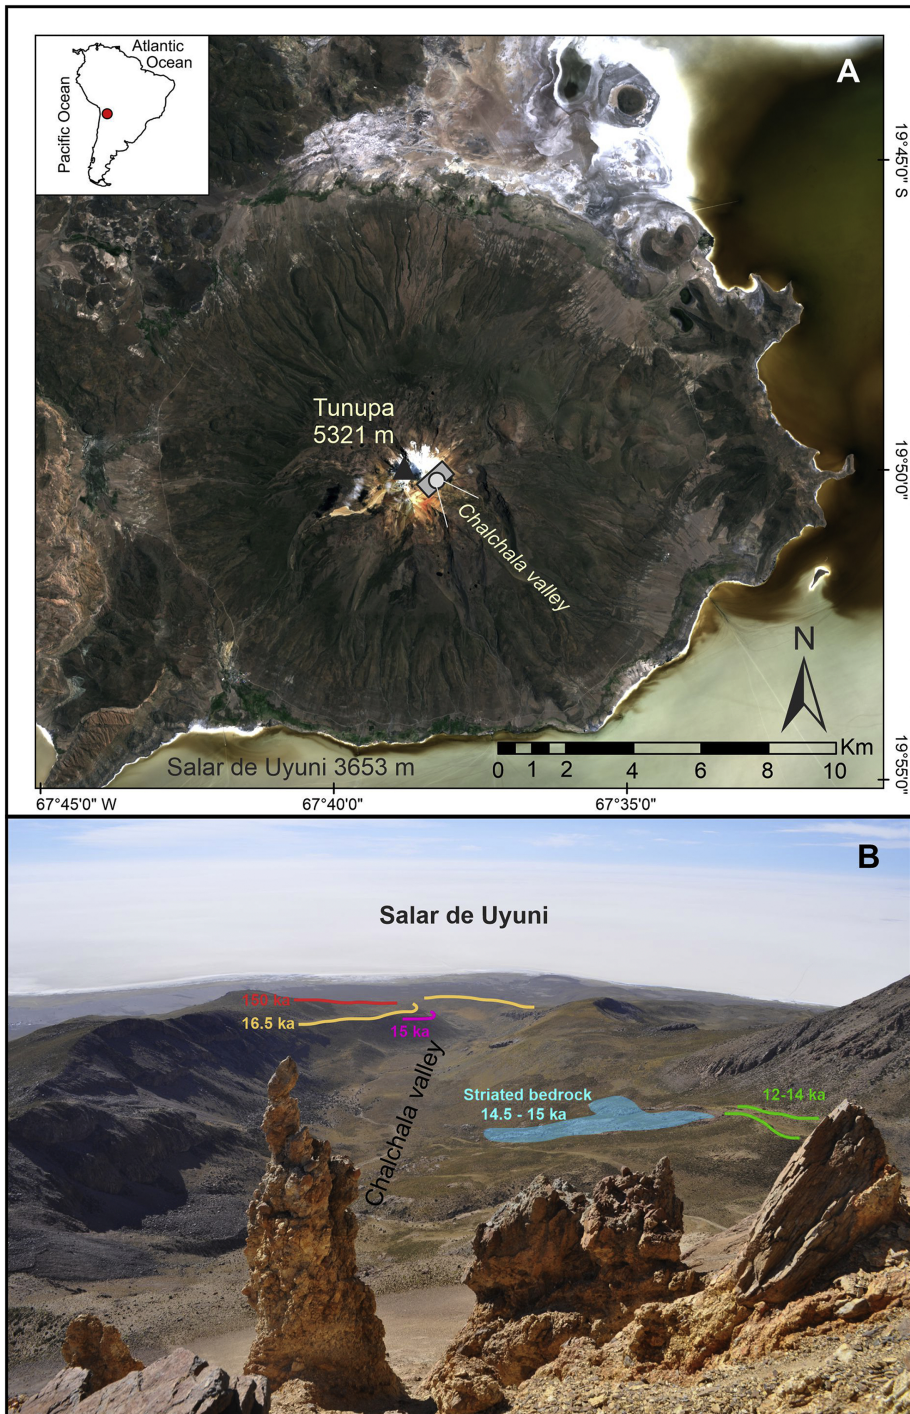 Atlantic
Ocean
Pacific Ocean
A
19°45'0" S
Tunupa
5321 m
Chalchala valley
19°50'0"
N
Km
0 1 2 4 6 8 10
Salar de Uyuni 3653 m
19°55'0"
67°45'0" W
67°40'0"
67°35'0"
B
Salar de Uyuni
150 ka
16.5 ka
15 ka
Chalchala valley
Striated bedrock
14.5 - 15 ka
12-14 ka